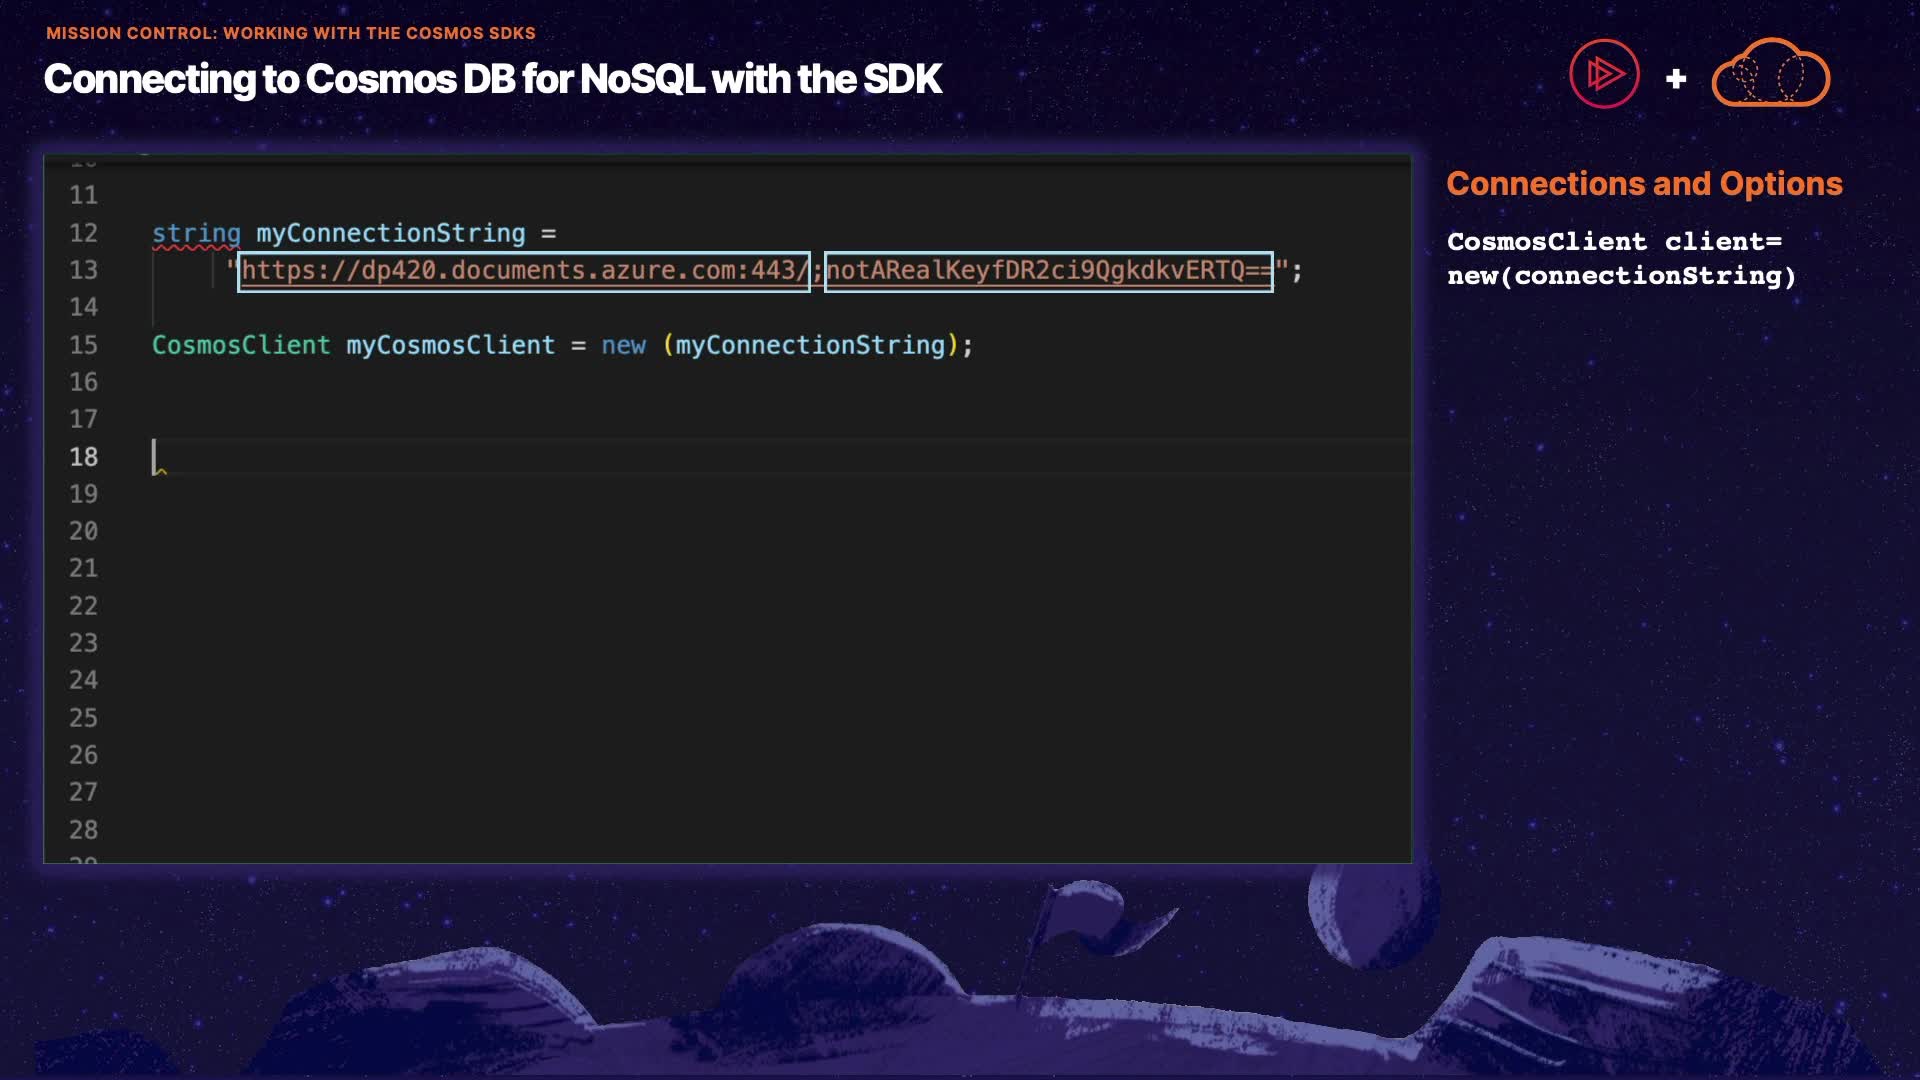 MISSION CONTROL: WORKING WITH THE COSMOS SDKS
Connecting to Cosmos DB for NoSQL with the SDK
11
12 string myConnectionString =
13 "https://dp420.documents.azure.com:443/;notARealKeyfDR2ci9QgkdkvERTQ==";
14
15 CosmosClient myCosmosClient = new (myConnectionString);
16
17
18
19
20
21
22
23
24
25
26
27
28
Connections and Options
CosmosClient client=
new(connectionString)